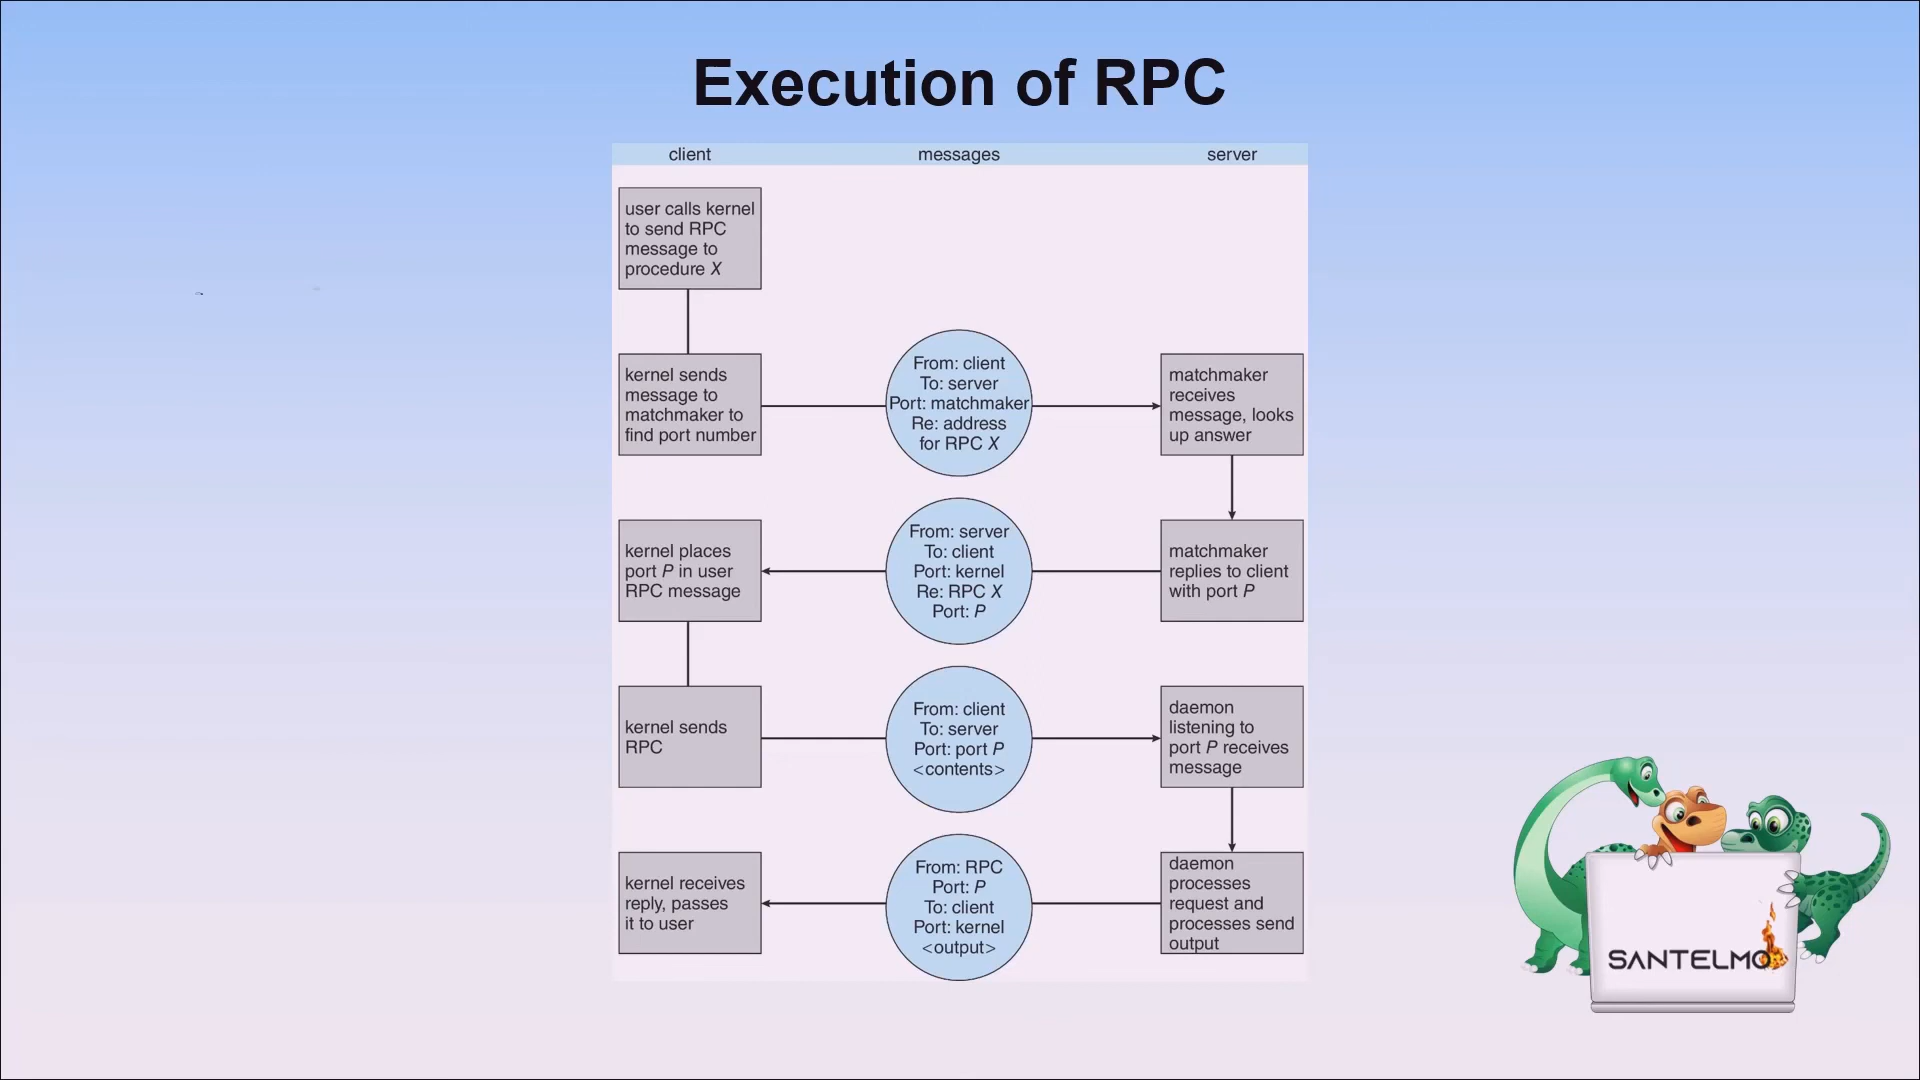 Execution of RPC
client
messages
server
user calls kernel
to send RPC
message to
procedure X
kernel sends
message to
matchmaker to
find port number
From: client
To: server
Port: matchmaker
Re: address
for RPC X
matchmaker
receives
message, looks
up answer
kernel places
port P in user
RPC message
From: server
To: client
Port: kernel
Re: RPC X
Port: P
matchmaker
replies to client
with port P
kernel sends
RPC
From: client
To: server
Port: port P
<contents>
daemon
listening to
port P receives
message
kernel receives
reply, passes
it to user
From: RPC
Port: P
To: client
Port: kernel
<output>
daemon
processes
request and
processes send
output
SANTELMO